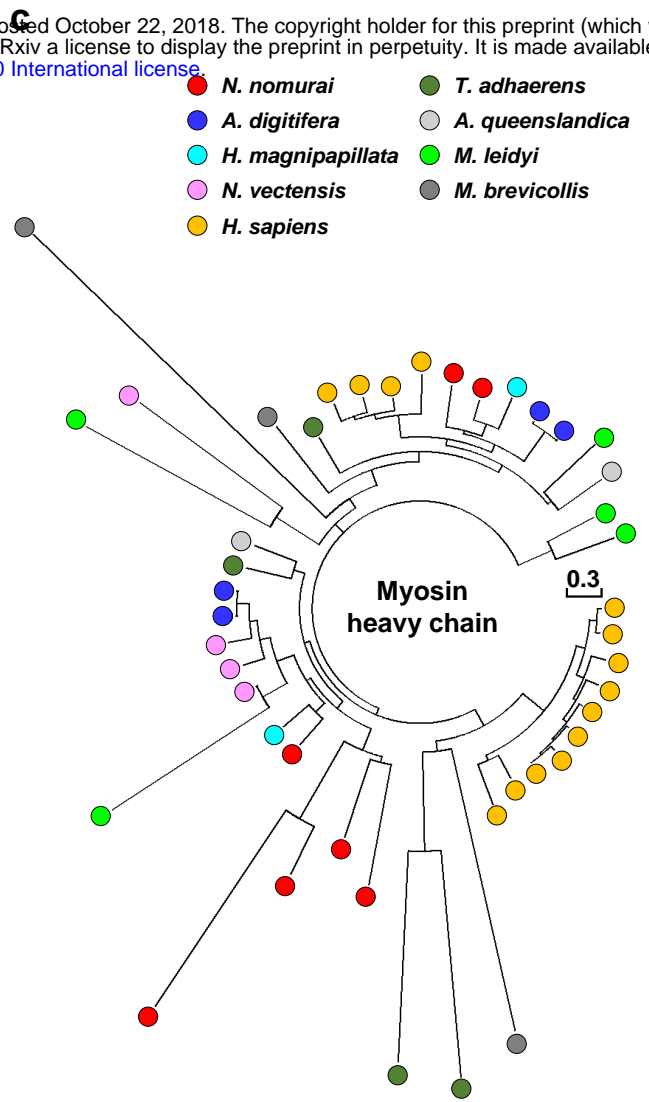 C
osted October 22, 2018. The copyright holder for this preprint (which
Rxiv a license to display the preprint in perpetuity. It is made available
0 International license.
N. nomurai
T. adhaerens
A. digitifera
A. queenslandica
H. magnipapillata
M. leidyi
N. vectensis
M. brevicollis
H. sapiens
0.3
Myosin
heavy chain